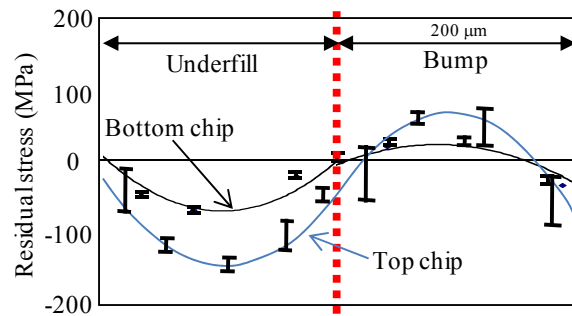 200
200 μm
Underfill
Bump
100
Bottom chip
0
-100
Top chip
-200
Residual stress (MPa)